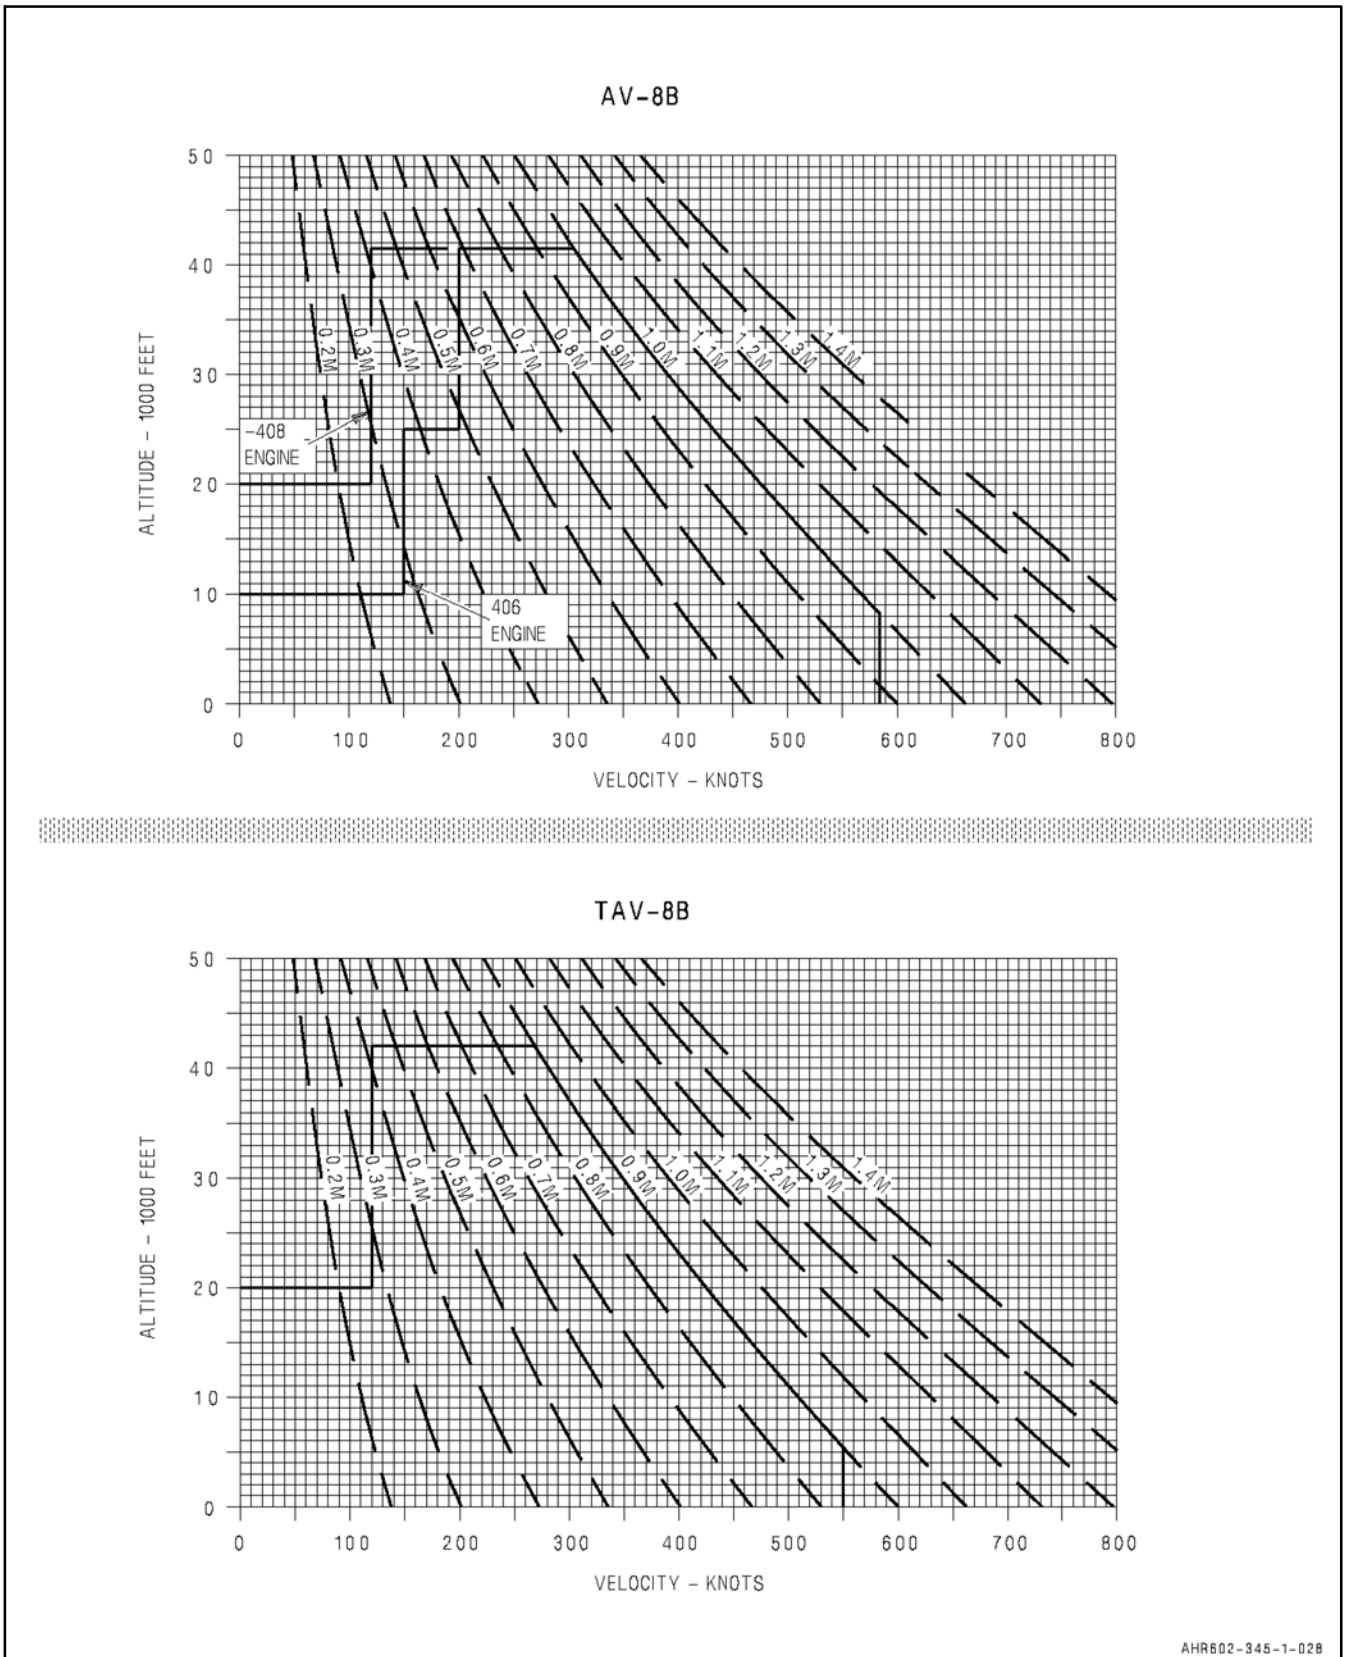 AV-8B
50
40
30
20
10
0
ALTITUDE - 1000 FEET
0.2M 0.3M 0.4M 0.5M 0.6M 0.7M 0.8M 0.9M 1.0M 1.1M 1.2M 1.3M 1.4M
-408
ENGINE
406
ENGINE
0 100 200 300 400 500 600 700 800
VELOCITY - KNOTS
TAV-8B
50
40
30
20
10
0
ALTITUDE - 1000 FEET
0.2M 0.3M 0.4M 0.5M 0.6M 0.7M 0.8M 0.9M 1.0M 1.1M 1.2M 1.3M 1.4M
0 100 200 300 400 500 600 700 800
VELOCITY - KNOTS
AHR602-345-1-028